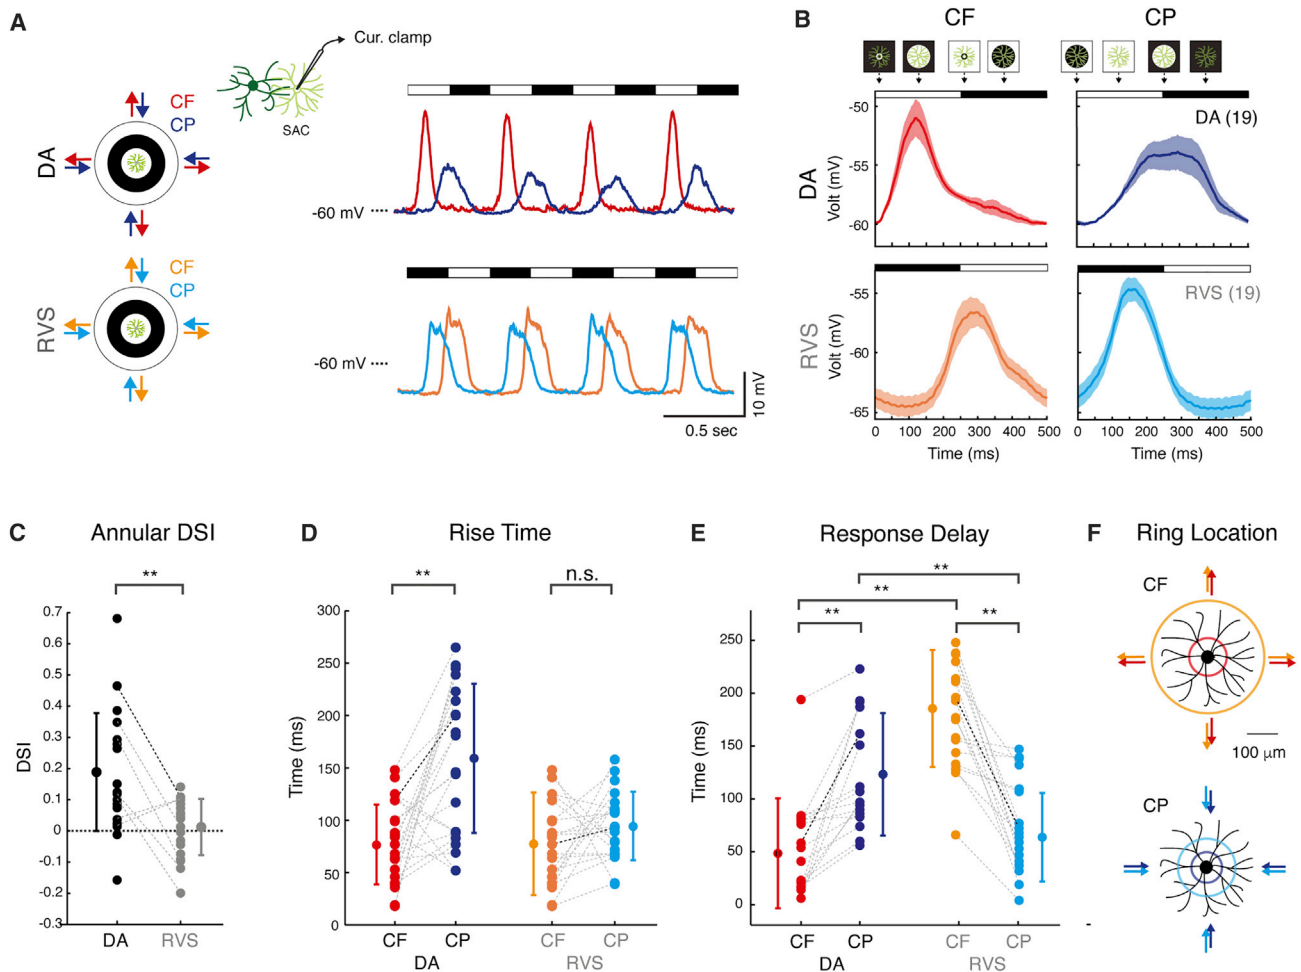 A
Cur. clamp
SAC
CF
CP
DA
-60 mV
CF
CP
RVS
-60 mV
10 mV
0.5 sec
B
CF
CP
DA
Volt (mV)
-50
-55
-60
DA (19)
RVS
Volt (mV)
-55
-60
-65
RVS (19)
0 100 200 300 400 500
0 100 200 300 400 500
Time (ms)
Time (ms)
C
Annular DSI
**
DSI
0.7
0.6
0.5
0.4
0.3
0.2
0.1
0
-0.1
-0.2
-0.3
DA RVS
D
Rise Time
**
n.s.
Time (ms)
300
250
200
150
100
50
0
CF CP CF CP
DA RVS
E
Response Delay
**
**
** **
Time (ms)
250
200
150
100
50
0
CF CP CF CP
DA RVS
F
Ring Location
CF
100 µm
CP